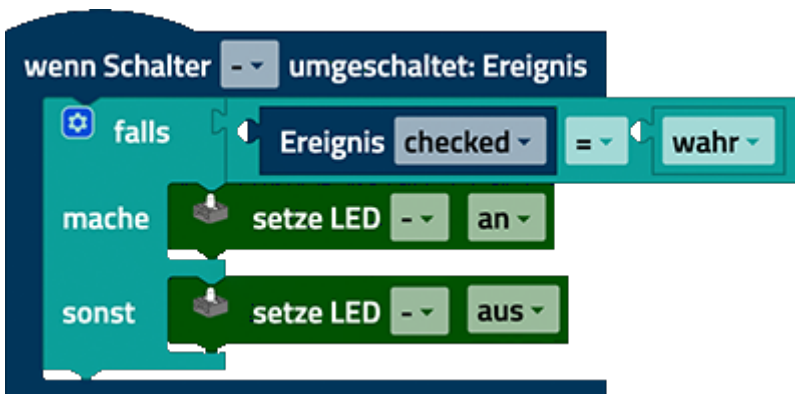 wenn Schalter - umgeschaltet: Ereignis
falls Ereignis checked = wahr
mache setze LED - an
sonst setze LED - aus